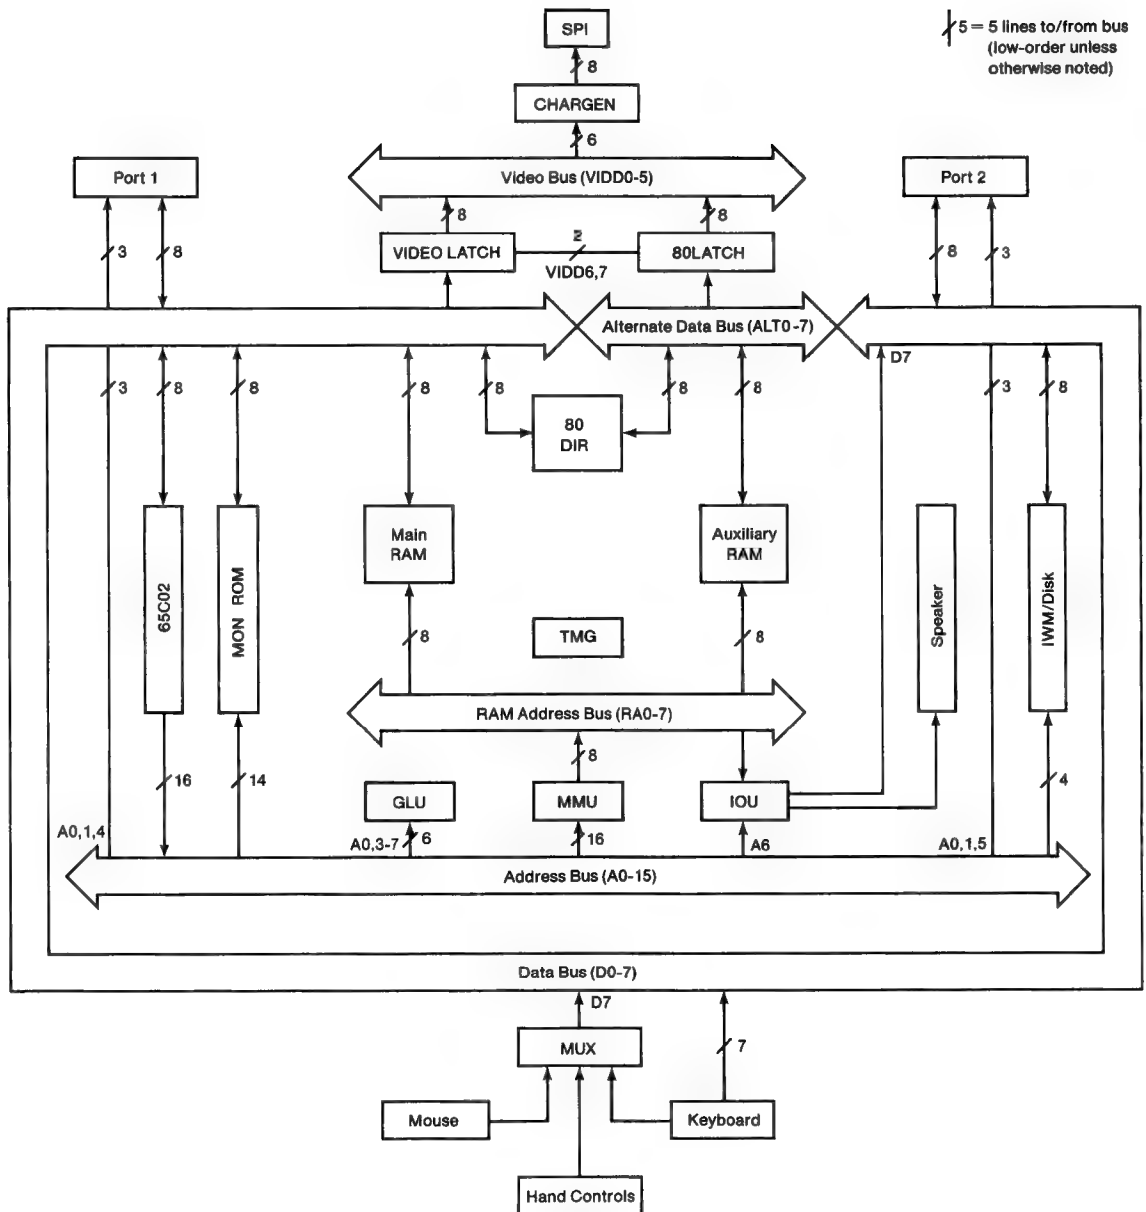 SPI
5 = 5 lines to/from bus
(low-order unless
otherwise noted)
8
CHARGEN
6
Port 1
Video Bus (VIDD0-5)
Port 2
8
8
3
8
VIDEO LATCH
2
80LATCH
8
3
VIDD6,7
Alternate Data Bus (ALT0-7)
D7
3
8
8
8
8
8
8
3
8
80
DIR
65C02
MON ROM
Main
RAM
Auxiliary
RAM
Speaker
IWM/Disk
8
TMG
8
RAM Address Bus (RA0-7)
8
16
14
GLU
MMU
IOU
4
A0,1,4
A0,3-7
6
16
A6
A0,1,5
Address Bus (A0-15)
Data Bus (D0-7)
D7
MUX
7
Mouse
Keyboard
Hand Controls